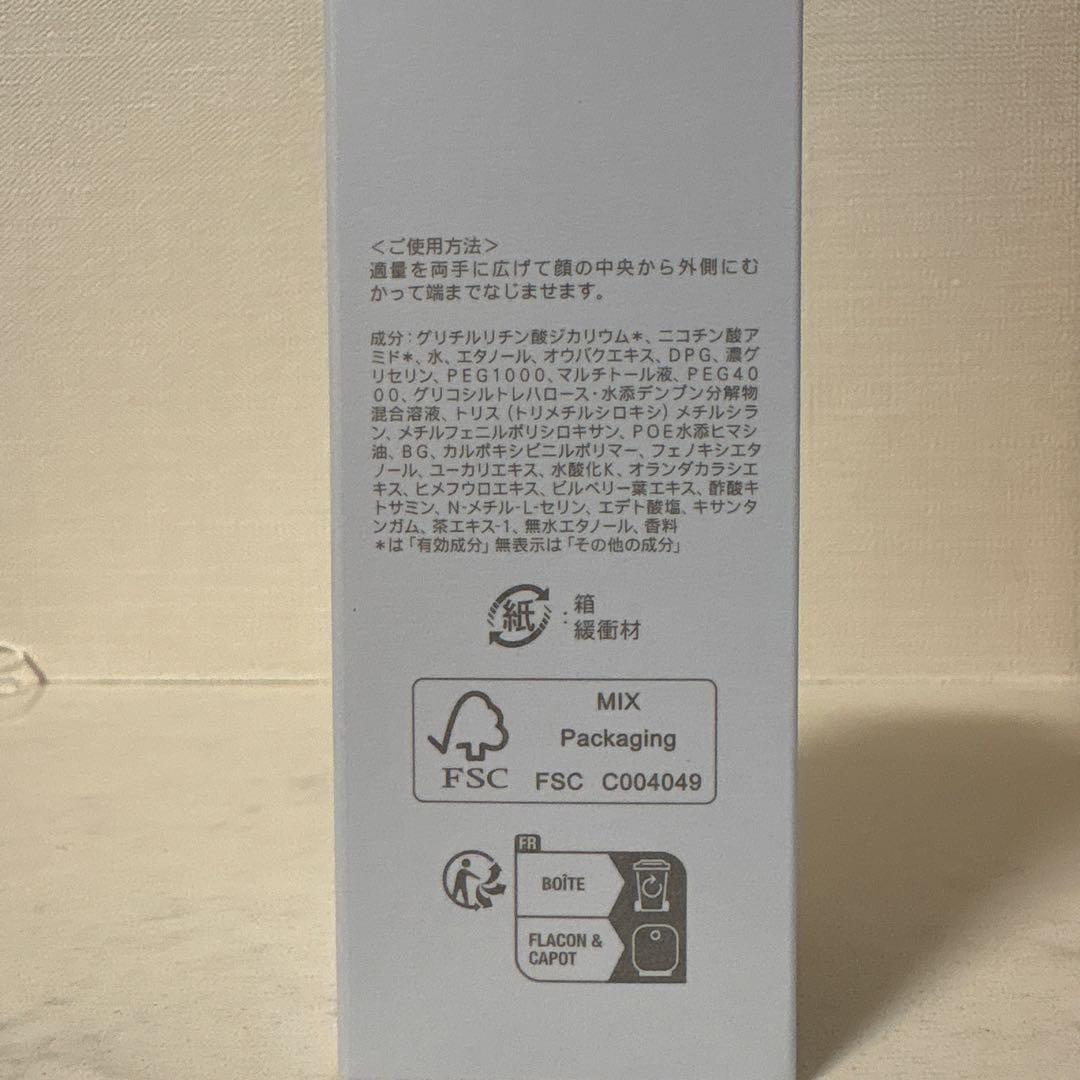 <ご使用方法>
適量を両手に広げて顔の中央から外側にむ
かって端までなじませます。
成分：グリチルリチン酸ジカリウム*、ニコチン酸ア
ミド*、水、エタノール、オウバクエキス、DPG、濃グ
リセリン、PEG1000、マルチトール液、PEG40
00、グリコシルトレハロース・水添デンプン分解物
混合溶液、トリス（トリメチルシロキシ）メチルシラ
ン、メチルフェニルポリシロキサン、POE水添ヒマシ
油、BG、カルボキシビニルポリマー、フェノキシエタ
ノール、ユーカリエキス、水酸化K、オランダカラシエ
キス、ヒメフウロエキス、ビルベリー葉エキス、酢酸キ
トサミン、N-メチル-L-セリン、エデト酸塩、キサンタ
ンガム、茶エキス-1、無水エタノール、香料
*は「有効成分」無表示は「その他の成分」
紙：箱
緩衝材
MIX
Packaging
FSC FSC C004049
FR
BOÎTE
FLACON &
CAPOT